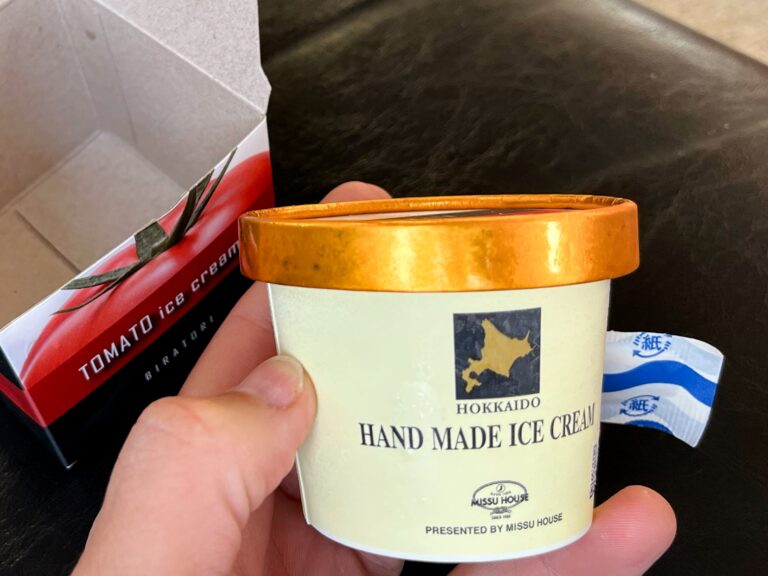 TOMATO ice cream
BIRATORI
HOKKAIDO
HAND MADE ICE CREAM
MISSU HOUSE
PRESENTED BY MISSU HOUSE
紙
紙